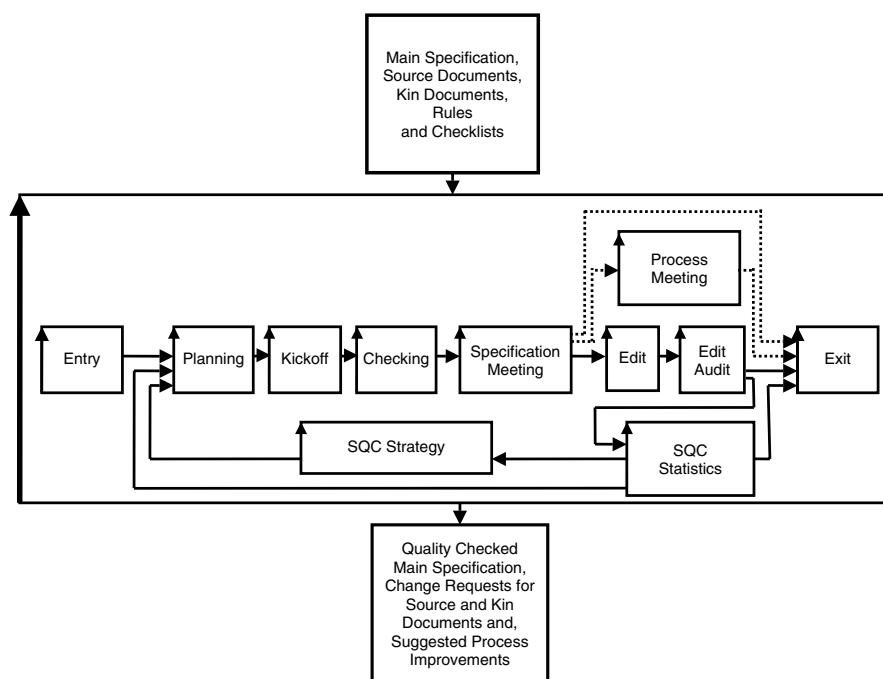 Main Specification,
Source Documents,
Kin Documents,
Rules
and Checklists
Process
Meeting
Entry
Planning
Kickoff
Checking
Specification
Meeting
Edit
Edit
Audit
Exit
SQC Strategy
SQC
Statistics
Quality Checked
Main Specification,
Change Requests for
Source and Kin
Documents and,
Suggested Process
Improvements